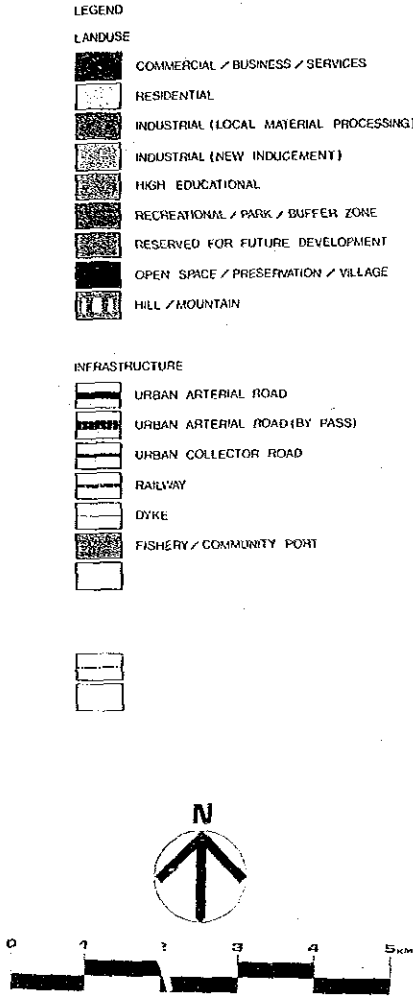 LEGEND
LANDUSE
COMMERCIAL / BUSINESS / SERVICES
RESIDENTIAL
INDUSTRIAL (LOCAL MATERIAL PROCESSING)
INDUSTRIAL (NEW INDUCEMENT)
HIGH EDUCATIONAL
RECREATIONAL / PARK / BUFFER ZONE
RESERVED FOR FUTURE DEVELOPMENT
OPEN SPACE / PRESERVATION / VILLAGE
HILL / MOUNTAIN
INFRASTRUCTURE
URBAN ARTERIAL ROAD
URBAN ARTERIAL ROAD (BY PASS)
URBAN COLLECTOR ROAD
RAILWAY
DYKE
FISHERY / COMMUNITY PORT
N
0 1 2 3 4 5KM